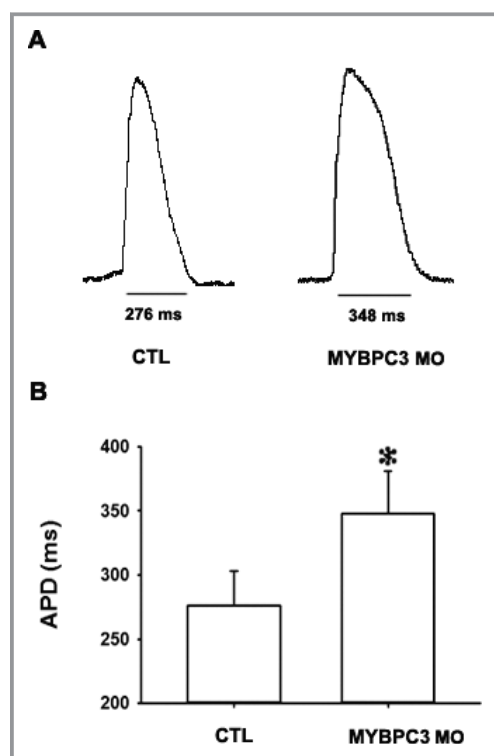 A
276 ms
348 ms
CTL
MYBPC3 MO
B
400
350
300
250
200
APD (ms)
*
CTL
MYBPC3 MO